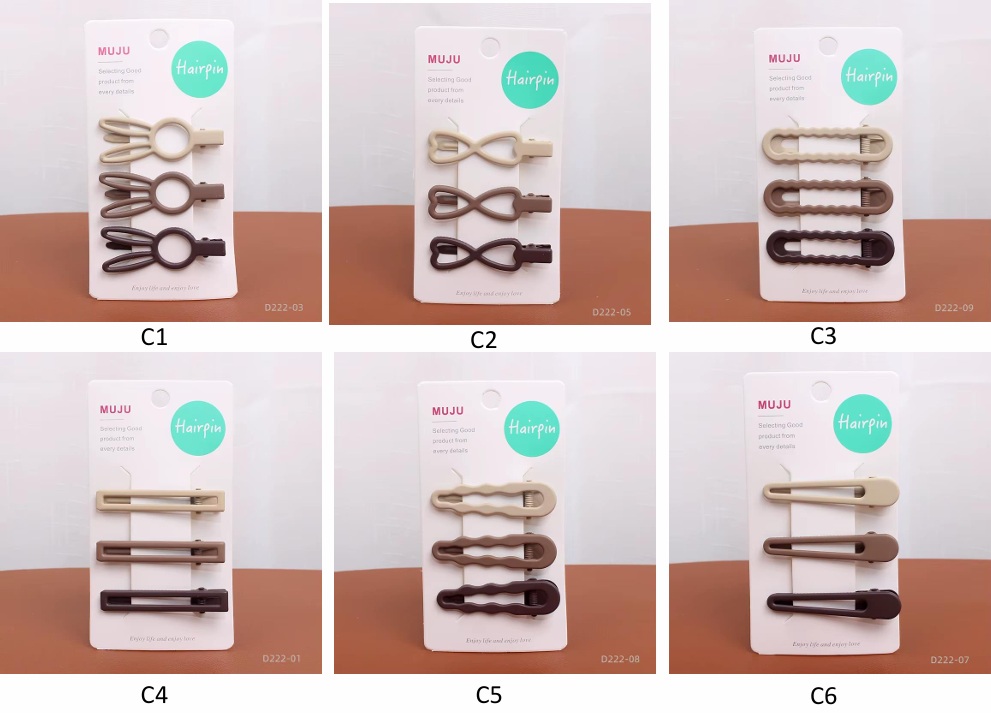 MUJU
Hairpin
Selecting Good
product from
every details
Enjoy life and enjoy love
D222-03
C1
MUJU
Hairpin
Selecting Good
product from
every details
Enjoy life and enjoy love
D222-05
C2
MUJU
Hairpin
Selecting Good
product from
every details
Enjoy life and enjoy love
D222-09
C3
MUJU
Hairpin
Selecting Good
product from
every details
Enjoy life and enjoy love
D222-01
C4
MUJU
Hairpin
Selecting Good
product from
every details
Enjoy life and enjoy love
D222-08
C5
MUJU
Hairpin
Selecting Good
product from
every details
Enjoy life and enjoy love
D222-07
C6